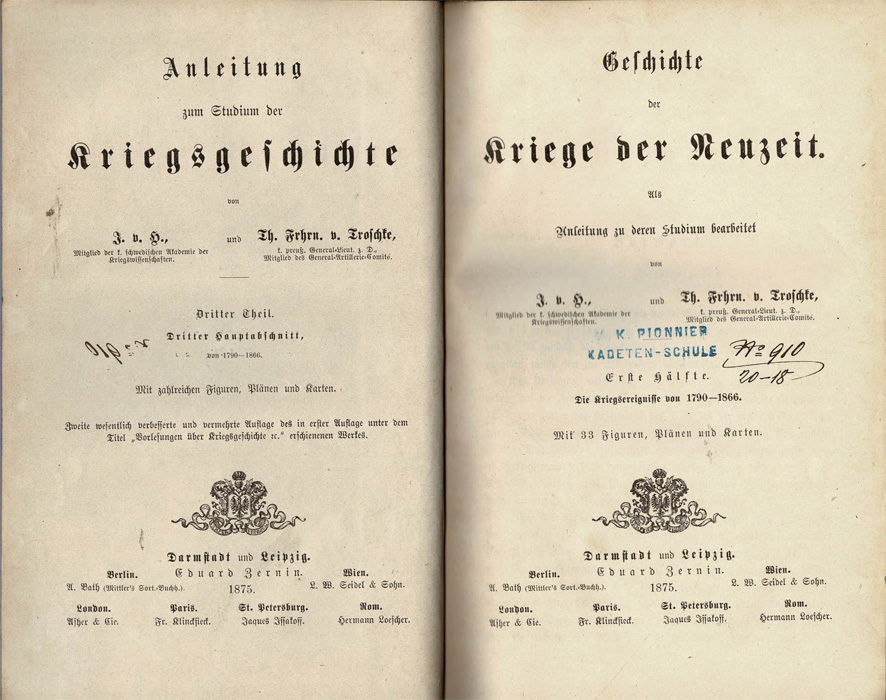 Anleitung
zum Studium der
Kriegsgeschichte
von
J. v. H., und Th. Frhrn. v. Troschke,
Mitglied der k. schwedischen Akademie der Kriegswissenschaften.
k. preuß. General-Lieut. z. D.,
Mitglied des General-Artillerie-Comités.
Dritter Theil.
Dritter Hauptabschnitt,
von 1790—1866.
Mit zahlreichen Figuren, Plänen und Karten.
Zweite wesentlich verbesserte und vermehrte Auflage des in erster Auflage unter dem
Titel „Vorlesungen über Kriegsgeschichte ꝛc.“ erschienenen Werkes.
Darmstadt und Leipzig.
Eduard Zernin.
1875.
Berlin.
A. Bath (Mittler's Sort.-Buchh.).
Wien.
L. W. Seidel & Sohn.
London. Paris. St. Petersburg. Rom.
Asher & Cie. Fr. Klincksieck. Jaques Issakoff. Hermann Loescher.
Geschichte
der
Kriege der Neuzeit.
Als
Anleitung zu deren Studium bearbeitet
von
J. v. H., und Th. Frhrn. v. Troschke,
Mitglied der k. schwedischen Akademie der
Kriegswissenschaften.
k. preuß. General-Lieut. z. D.,
Mitglied des General-Artillerie-Comités.
K. PIONNIER
KADETEN-SCHULE
No 910
20-18
Erste Hälfte.
Die Kriegsereignisse von 1790—1866.
Mit 33 Figuren, Plänen und Karten.
Darmstadt und Leipzig.
Eduard Zernin.
1875.
Berlin.
A. Bath (Mittler's Sort.-Buchh.).
Wien.
L. W. Seidel & Sohn.
London. Paris. St. Petersburg. Rom.
Asher & Cie. Fr. Klincksieck. Jaques Issakoff. Hermann Loescher.